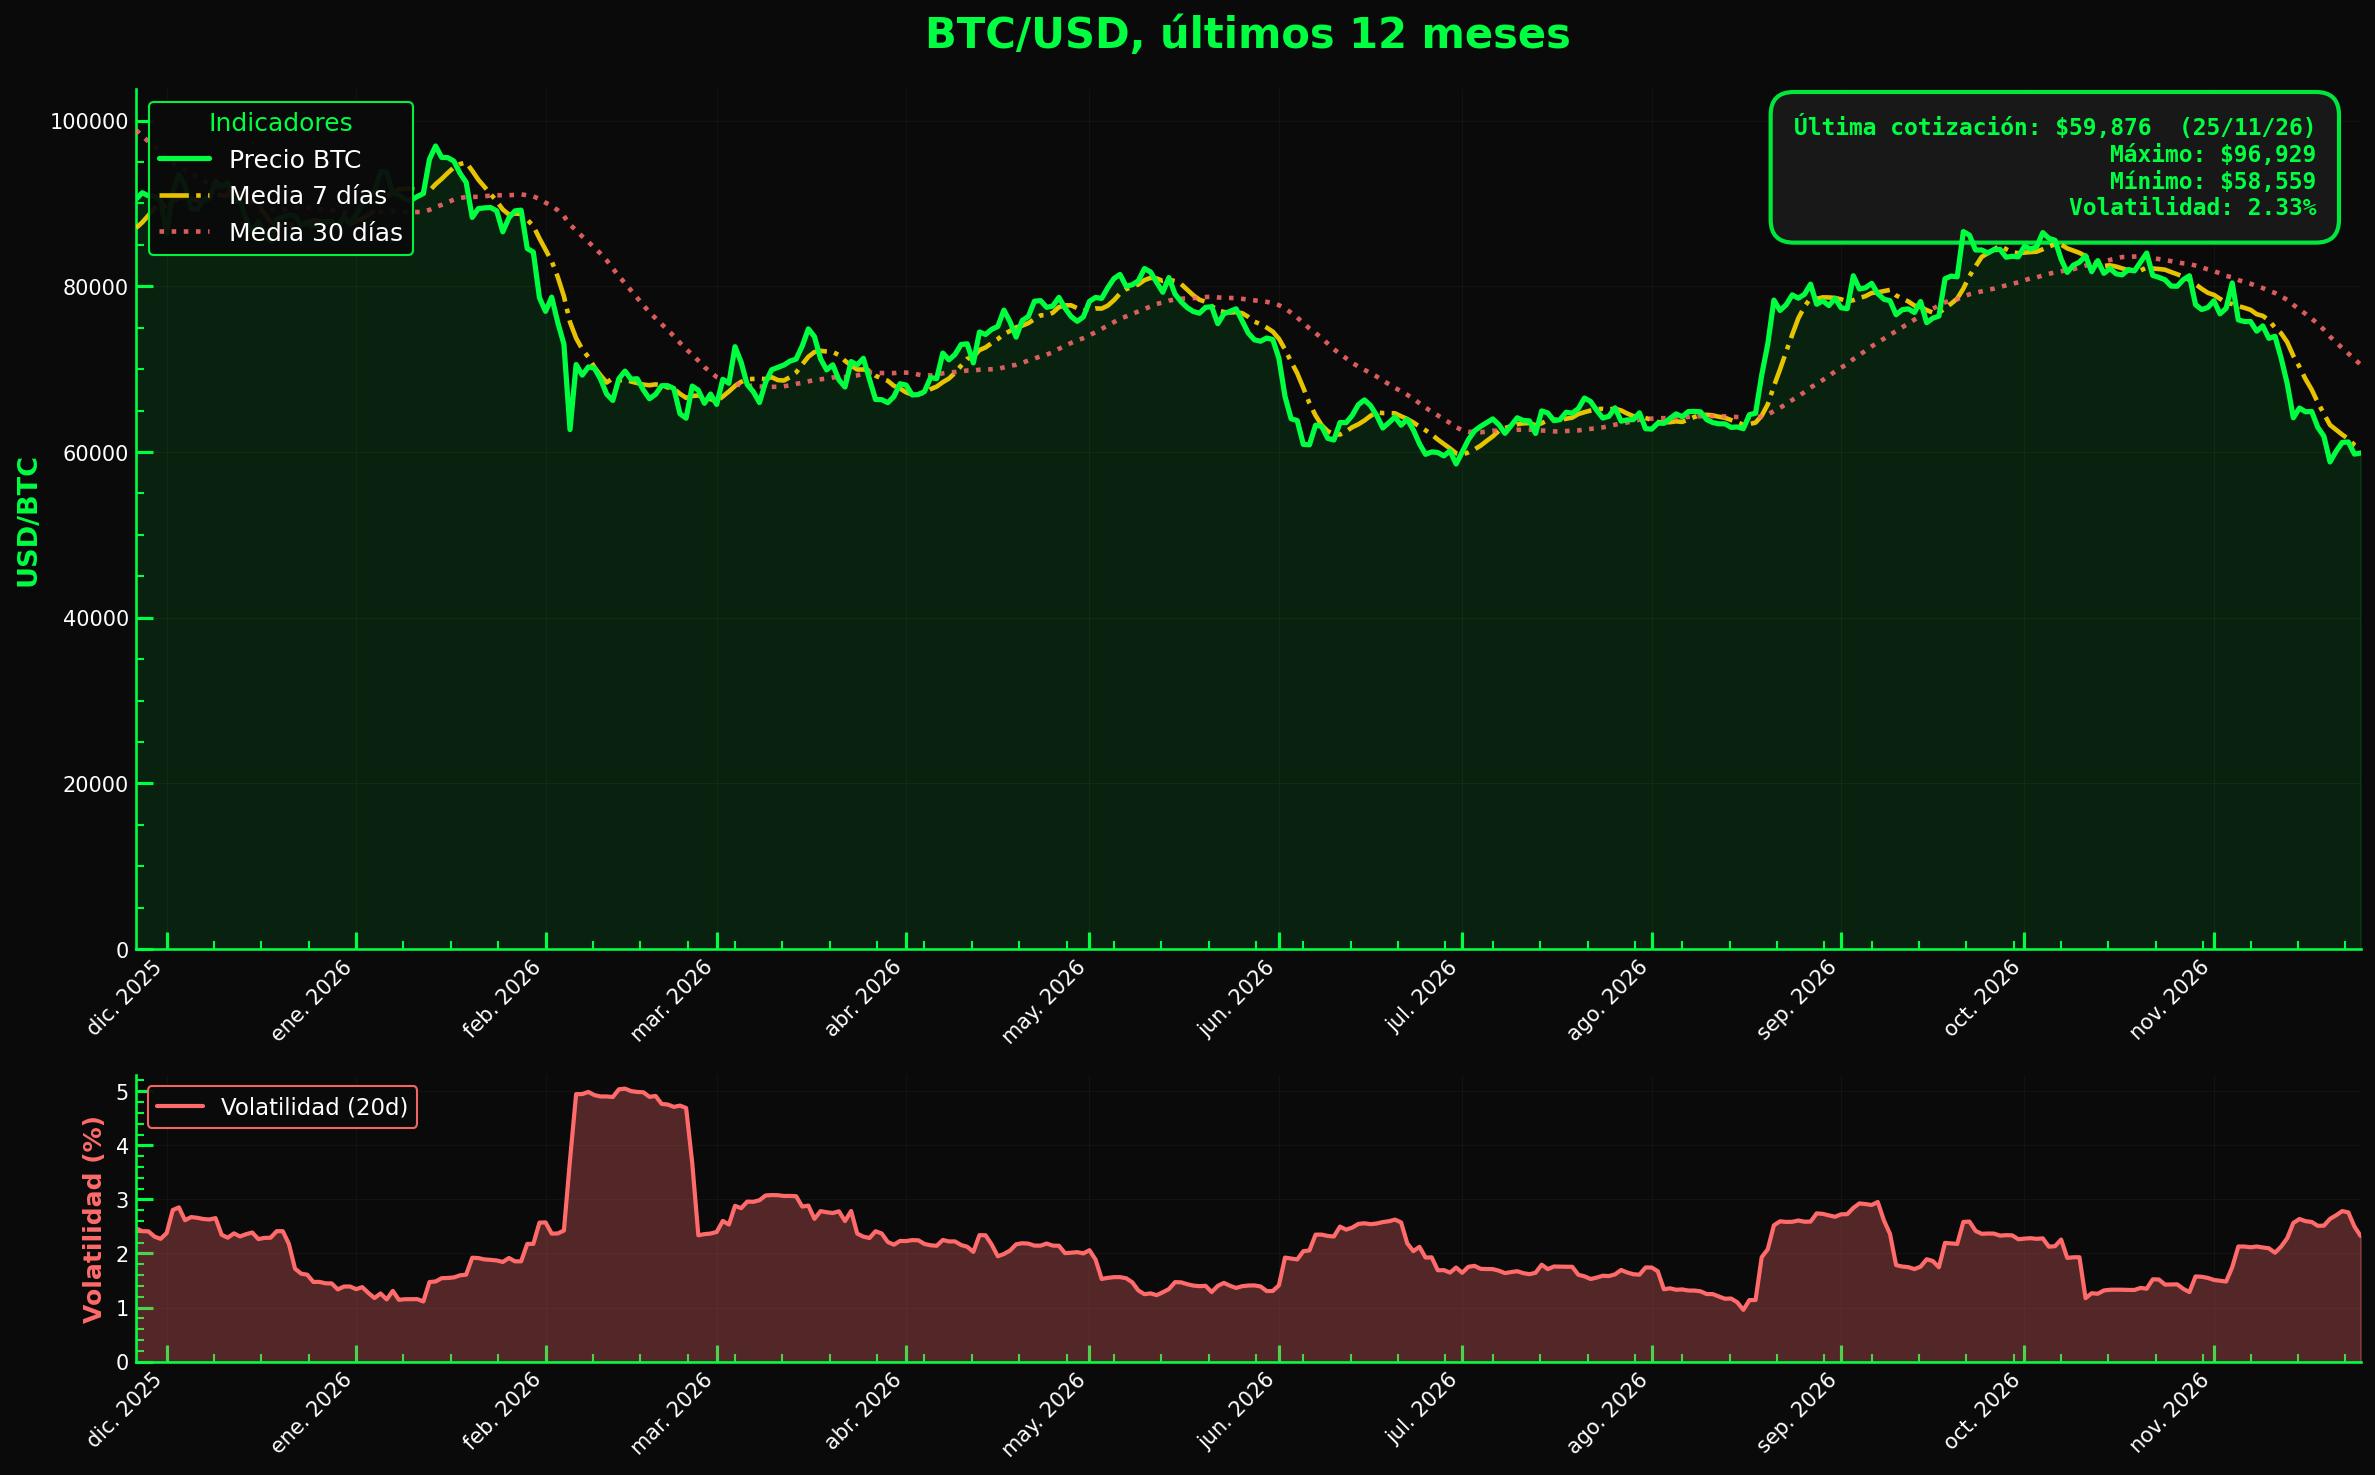 BTC/USD, últimos 12 meses
Indicadores
Precio BTC
Media 7 días
Media 30 días
Última cotización: $59,876  (25/11/26)
Máximo: $96,929
Mínimo: $58,559
Volatilidad: 2.33%
USD/BTC
100000
80000
60000
40000
20000
0
dic. 2025
ene. 2026
feb. 2026
mar. 2026
abr. 2026
may. 2026
jun. 2026
jul. 2026
ago. 2026
sep. 2026
oct. 2026
nov. 2026
Volatilidad (20d)
Volatilidad (%)
5
4
3
2
1
0
dic. 2025
ene. 2026
feb. 2026
mar. 2026
abr. 2026
may. 2026
jun. 2026
jul. 2026
ago. 2026
sep. 2026
oct. 2026
nov. 2026